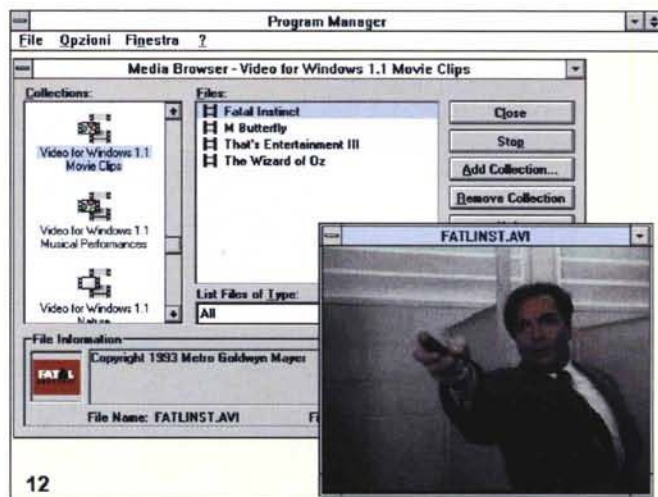 Program Manager
File Opzioni Finestra ?
Media Browser - Video for Windows 1.1 Movie Clips
Collections:
Video for Windows 1.1
Movie Clips
Video for Windows 1.1
Musical Performances
Video for Windows 1.1
Nature
Files:
Fatal Instinct
M Butterfly
That's Entertainment III
The Wizard of Oz
List Files of Type:
All
Close
Stop
Add Collection...
Remove Collection
File Information
FATAL
Copyright 1993 Metro Goldwyn Mayer
File Name: FATLINST.AVI
Fi
FATLINST.AVI
12